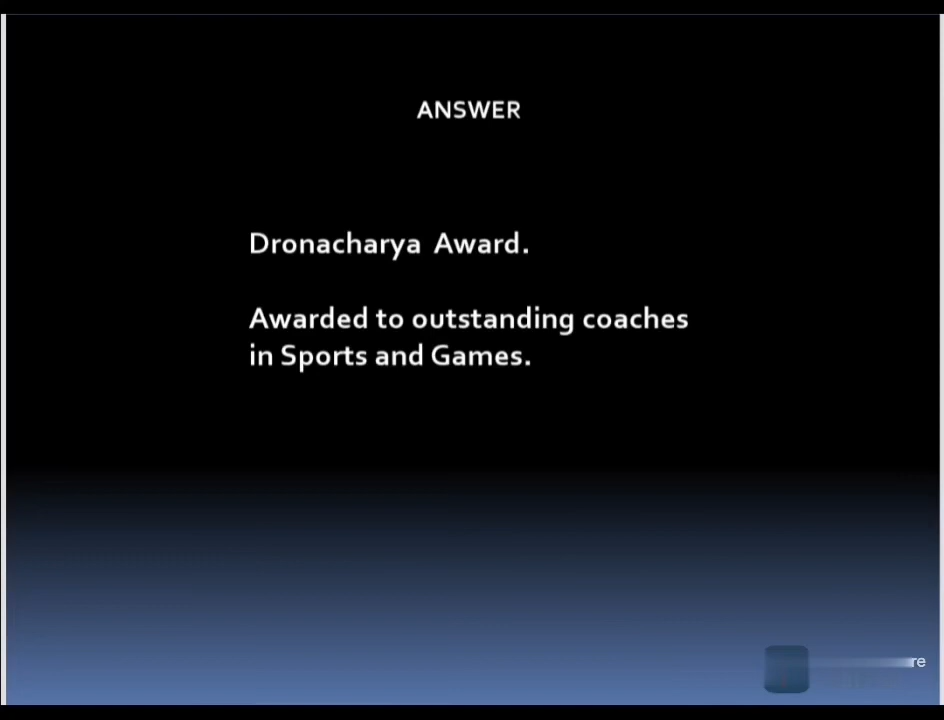 ANSWER
Dronacharya Award.
Awarded to outstanding coaches
in Sports and Games.